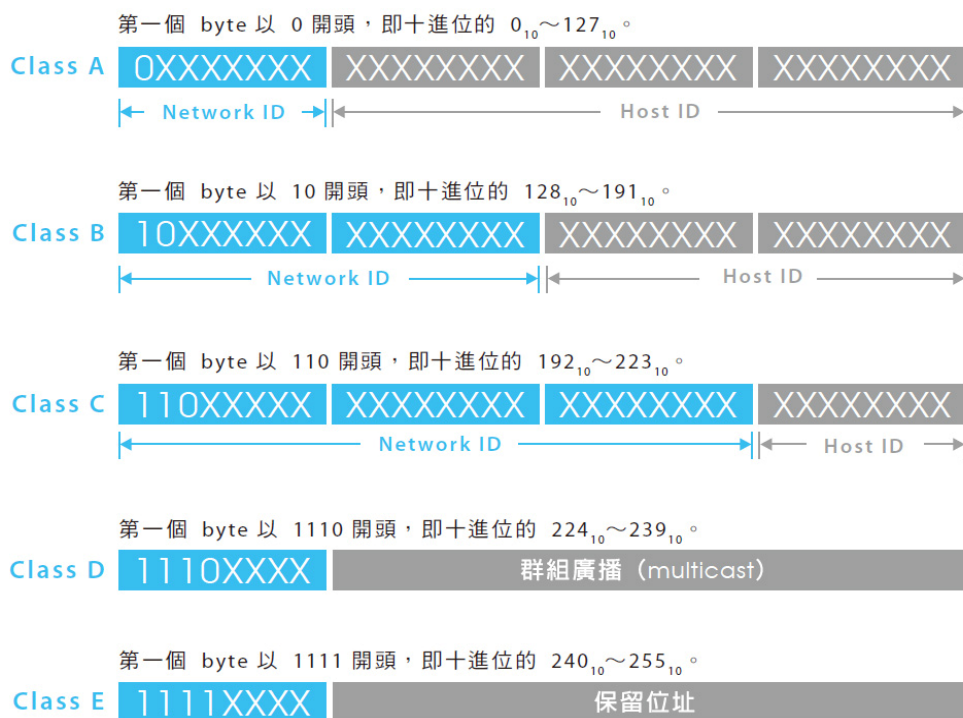 第一個 byte 以 0 開頭，即十進位的 0₁₀～127₁₀。
Class A 0XXXXXXX XXXXXXXX XXXXXXXX XXXXXXXX
Network ID Host ID
第一個 byte 以 10 開頭，即十進位的 128₁₀～191₁₀。
Class B 10XXXXXX XXXXXXXX XXXXXXXX XXXXXXXX
Network ID Host ID
第一個 byte 以 110 開頭，即十進位的 192₁₀～223₁₀。
Class C 110XXXXX XXXXXXXX XXXXXXXX XXXXXXXX
Network ID Host ID
第一個 byte 以 1110 開頭，即十進位的 224₁₀～239₁₀。
Class D 1110XXXX 群組廣播 (multicast)
第一個 byte 以 1111 開頭，即十進位的 240₁₀～255₁₀。
Class E 1111XXXX 保留位址